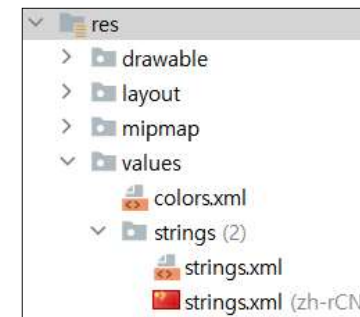 res
drawable
layout
mipmap
values
colors.xml
strings (2)
strings.xml
strings.xml (zh-rCN